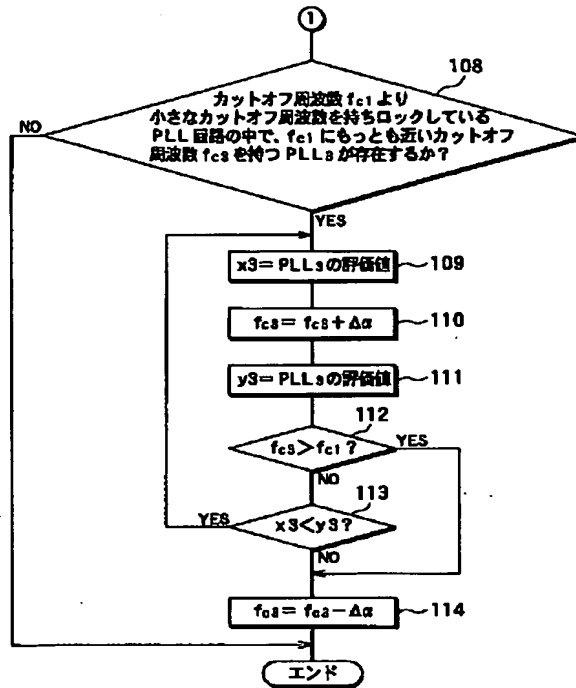 1
108
カットオフ周波数 fc1 より
小さなカットオフ周波数を持ちロックしている
PLL 回路の中で、fc1 にもっとも近いカットオフ
周波数 fc3 を持つ PLL3 が存在するか?
NO
YES
x3= PLL3の評価値
109
fc3= fc3+Δα
110
y3= PLL3の評価値
111
112
fc3>fc1?
YES
NO
113
x3<y3?
YES
NO
fc3= fc3-Δα
114
エンド